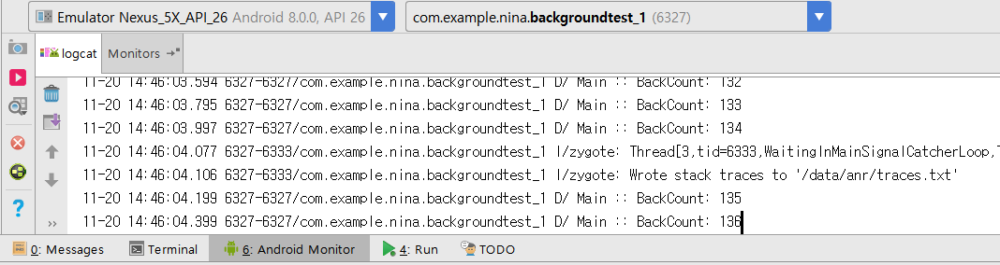 Emulator Nexus_5X_API_26 Android 8.0.0, API 26 com.example.nina.backgroundtest_1 (6327)
logcat Monitors
11-20 14:46:03.594 6327-6327/com.example.nina.backgroundtest_1 D/ Main :: BackCount: 132
11-20 14:46:03.795 6327-6327/com.example.nina.backgroundtest_1 D/ Main :: BackCount: 133
11-20 14:46:03.997 6327-6327/com.example.nina.backgroundtest_1 D/ Main :: BackCount: 134
11-20 14:46:04.077 6327-6333/com.example.nina.backgroundtest_1 I/zygote: Thread[3,tid=6333,WaitingInMainSignalCatcherLoop,T
11-20 14:46:04.106 6327-6333/com.example.nina.backgroundtest_1 I/zygote: Wrote stack traces to '/data/anr/traces.txt'
11-20 14:46:04.199 6327-6327/com.example.nina.backgroundtest_1 D/ Main :: BackCount: 135
11-20 14:46:04.399 6327-6327/com.example.nina.backgroundtest_1 D/ Main :: BackCount: 136
0: Messages Terminal 6: Android Monitor 4: Run TODO